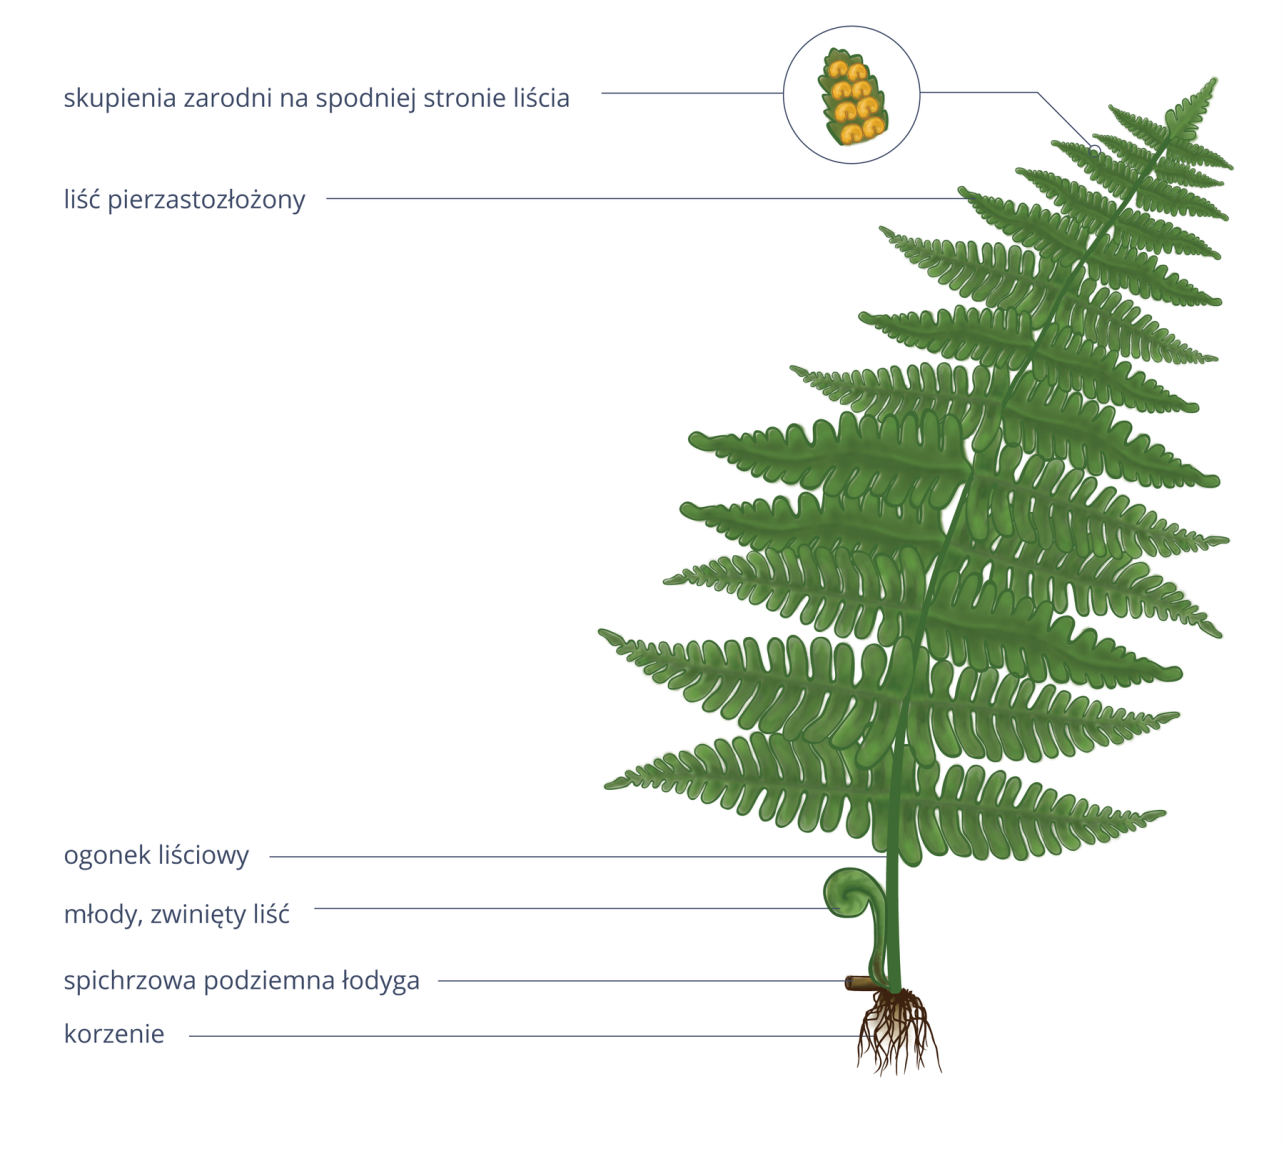 skupienia zarodni na spodniej stronie liścia
liść pierzastozłożony
ogonek liściowy
młody, zwinięty liść
spichrzowa podziemna łodyga
korzenie